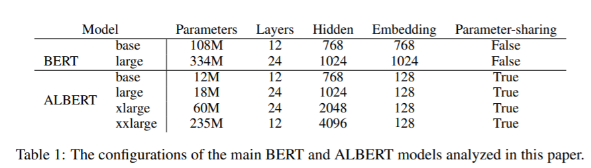 Model Parameters Layers Hidden Embedding Parameter-sharing
base 108M 12 768 768 False
BERT large 334M 24 1024 1024 False
base 12M 12 768 128 True
ALBERT large 18M 24 1024 128 True
xlarge 60M 24 2048 128 True
xxlarge 235M 12 4096 128 True
Table 1: The configurations of the main BERT and ALBERT models analyzed in this paper.